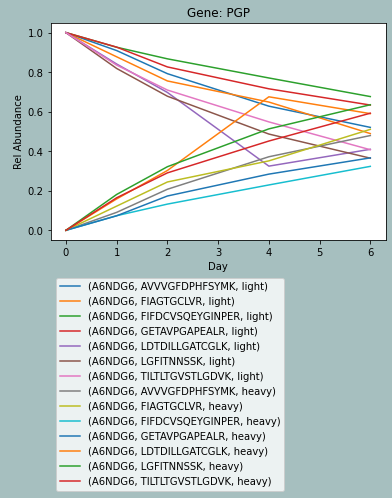 Gene: PGP
1.0
0.8
0.6
0.4
0.2
0.0
Rel Abundance
0 1 2 3 4 5 6
Day
(A6NDG6, AVVVGFDPHFSYMK, light)
(A6NDG6, FIAGTGCLVR, light)
(A6NDG6, FIFDCVSQEYGINPER, light)
(A6NDG6, GETAVPGAPEALR, light)
(A6NDG6, LDTDILLGATCGLK, light)
(A6NDG6, LGFITNNSSK, light)
(A6NDG6, TILTLTGVSTLGDVK, light)
(A6NDG6, AVVVGFDPHFSYMK, heavy)
(A6NDG6, FIAGTGCLVR, heavy)
(A6NDG6, FIFDCVSQEYGINPER, heavy)
(A6NDG6, GETAVPGAPEALR, heavy)
(A6NDG6, LDTDILLGATCGLK, heavy)
(A6NDG6, LGFITNNSSK, heavy)
(A6NDG6, TILTLTGVSTLGDVK, heavy)